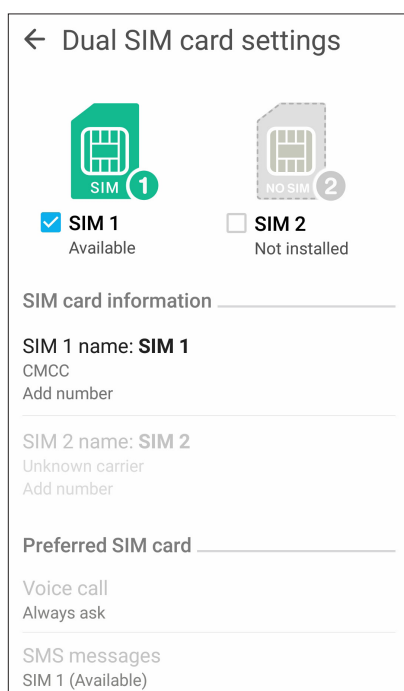 Dual SIM card settings
SIM 1
NO SIM 2
SIM 1
Available
SIM 2
Not installed
SIM card information
SIM 1 name: SIM 1
CMCC
Add number
SIM 2 name: SIM 2
Unknown carrier
Add number
Preferred SIM card
Voice call
Always ask
SMS messages
SIM 1 (Available)